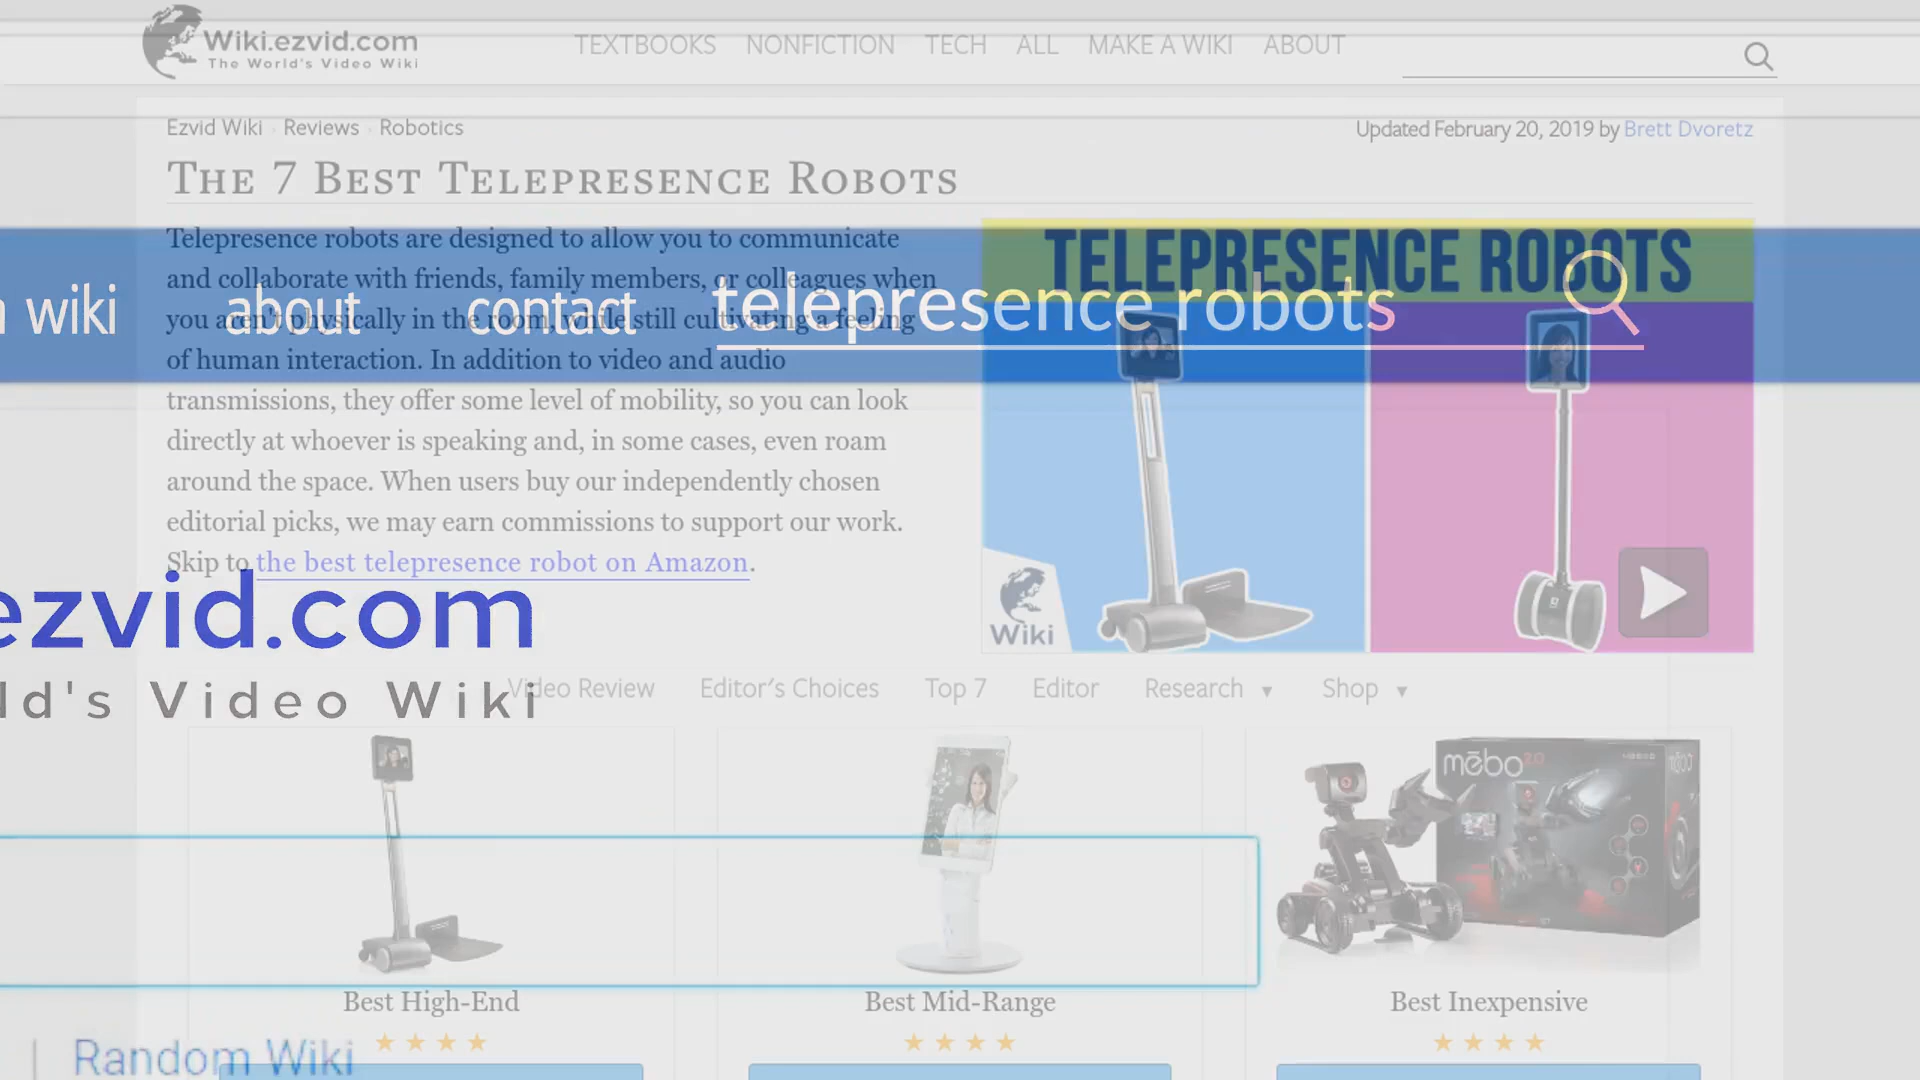 Wiki.ezvid.com
The World's Video Wiki
TEXTBOOKS NONFICTION TECH ALL MAKE A WIKI ABOUT
Ezvid Wiki Reviews Robotics
Updated February 20, 2019 by Brett Dvoretz
The 7 Best Telepresence Robots
Telepresence robots are designed to allow you to communicate
and collaborate with friends, family members, or colleagues when
you aren't physically in the room, while still cultivating a feeling
of human interaction. In addition to video and audio
transmissions, they offer some level of mobility, so you can look
directly at whoever is speaking and, in some cases, even roam
around the space. When users buy our independently chosen
editorial picks, we may earn commissions to support our work.
Skip to the best telepresence robot on Amazon.
TELEPRESENCE ROBOTS
Wiki
wiki about contact telepresence robots
ezvid.com
ld's Video Wiki
Video Review Editor's Choices Top 7 Editor Research ▼ Shop ▼
mēbo 2.0
Best High-End
Best Mid-Range
Best Inexpensive
Random Wiki